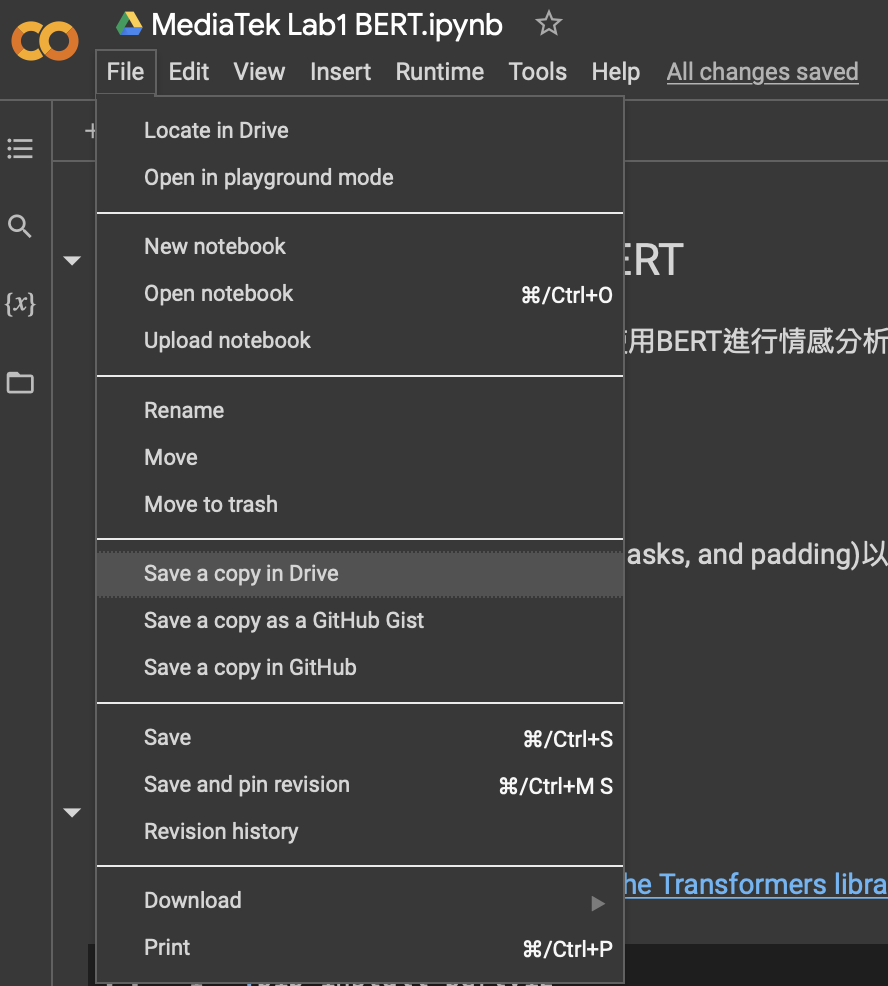 MediaTek Lab1 BERT.ipynb
File Edit View Insert Runtime Tools Help All changes saved
Locate in Drive
Open in playground mode
New notebook
ERT
Open notebook ⌘/Ctrl+O
Upload notebook
用BERT進行情感分析
{x}
Rename
Move
Move to trash
asks, and padding)以
Save a copy in Drive
Save a copy as a GitHub Gist
Save a copy in GitHub
Save ⌘/Ctrl+S
Save and pin revision ⌘/Ctrl+M S
Revision history
Download
he Transformers libra
Print ⌘/Ctrl+P